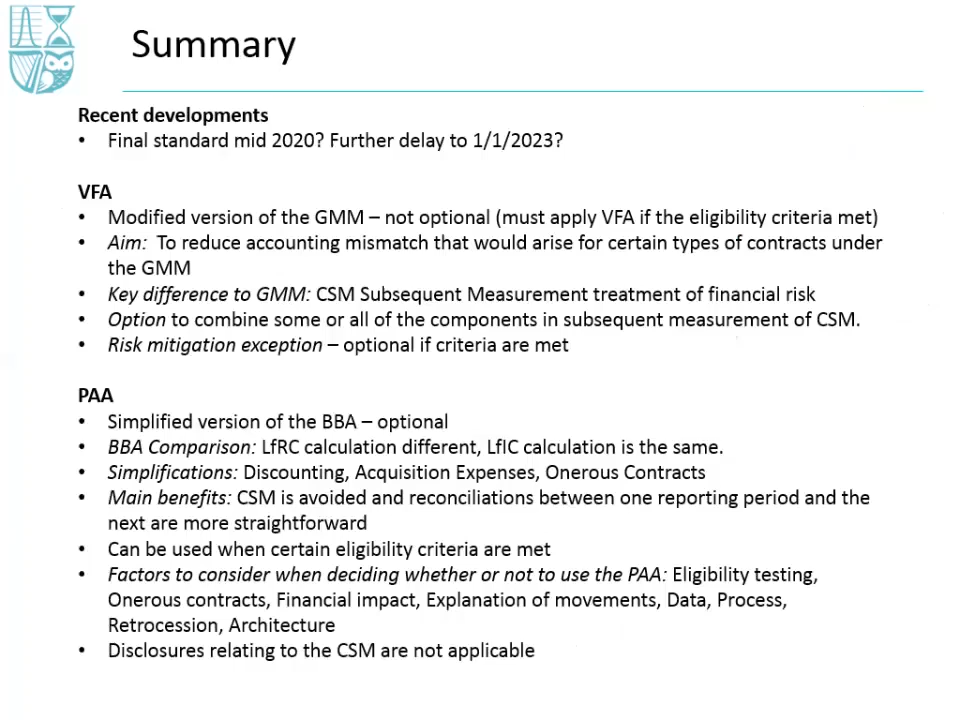 Summary
Recent developments
• Final standard mid 2020? Further delay to 1/1/2023?
VFA
• Modified version of the GMM – not optional (must apply VFA if the eligibility criteria met)
• Aim: To reduce accounting mismatch that would arise for certain types of contracts under
the GMM
• Key difference to GMM: CSM Subsequent Measurement treatment of financial risk
• Option to combine some or all of the components in subsequent measurement of CSM.
• Risk mitigation exception – optional if criteria are met
PAA
• Simplified version of the BBA – optional
• BBA Comparison: LfRC calculation different, LfIC calculation is the same.
• Simplifications: Discounting, Acquisition Expenses, Onerous Contracts
• Main benefits: CSM is avoided and reconciliations between one reporting period and the
next are more straightforward
• Can be used when certain eligibility criteria are met
• Factors to consider when deciding whether or not to use the PAA: Eligibility testing,
Onerous contracts, Financial impact, Explanation of movements, Data, Process,
Retrocession, Architecture
• Disclosures relating to the CSM are not applicable